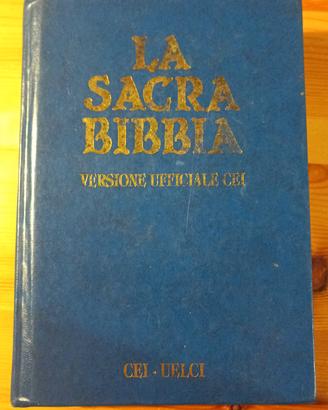 LA
SACRA
BIBBIA
VERSIONE UFFICIALE CEI
CEI · UELCI